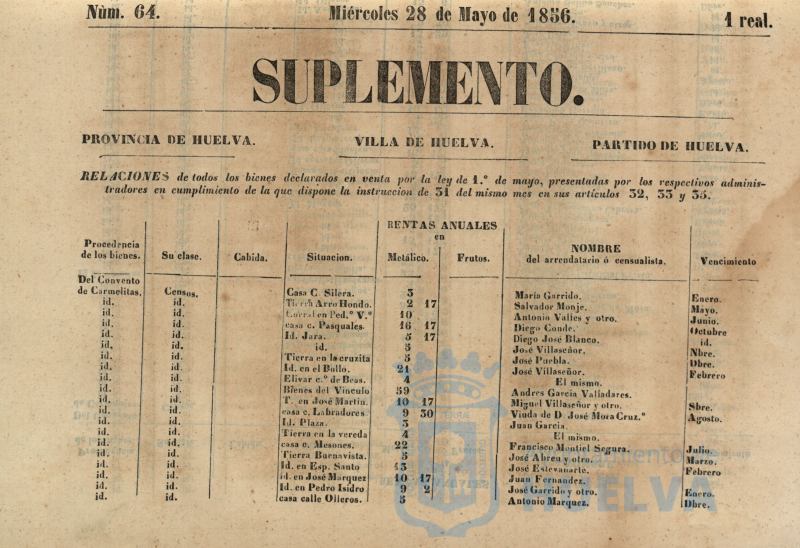 Núm. 64. Miércoles 28 de Mayo de 1856. 1 real.
SUPLEMENTO.
PROVINCIA DE HUELVA. VILLA DE HUELVA. PARTIDO DE HUELVA.
RELACIONES de todos los bienes declarados en venta por la ley de 1.º de mayo, presentadas por los respectivos adminis-
tradores en cumplimiento de la que dispone la instruccion de 31 del mismo mes en sus artículos 32, 33 y 35.
RENTAS ANUALES
en
Procedencia de los bienes. Su clase. Cabida. Situacion. Metálico. Frutos. NOMBRE del arrendatario ó censualista. Vencimiento
Del Convento
de Carmelitas. Censos. Casa C. Silera. 3 María Garrido. Enero.
id. id. Tierra Arro Hondo. 2 17 Salvador Monje. Mayo.
id. id. Corral en Ped.º V.º 10 Antonio Valles y otro. Junio.
id. id. casa c. Pasquales. 16 17 Diego Conde. Octubre
id. id. Id. Jara. 5 17 Diego José Blanco. id.
id. id. id. 5 José Villaseñor. Nbre.
id. id. Tierra en la cruzita 5 José Puebla. Dbre.
id. id. Id. en el Bollo. 21 José Villaseñor. Febrero
id. id. Elivar c.º de Beas. 4 El mismo.
id. id. Bienes del Vinculo 59 Andres Garcia Valladares.
id. id. T. en José Martin. 10 17 Miguel Villaseñor y otro. Sbre.
id. id. casa c. Labradores 9 30 Viuda de D José Mora Cruz.º Agosto.
id. id. Id. Plaza. 3 Juan Garcia.
id. id. Tierra en la vereda 4 El mismo.
id. id. casa c. Mesones. 22 Francisco Montiel Segura. Julio.
id. id. Tierra Buenavista. 5 José Abreu y otro. Marzo.
id. id. Id. en Esp. Santo 13 José Estevanarte. Febrero
id. id. Id. en José Marquez 10 17 Juan Fernandez.
id. id. Id. en Pedro Isidro 9 2 José Garrido y otro. Enero.
id. id. casa calle Olleros. 5 Antonio Marquez. Dbre.
HUELVA